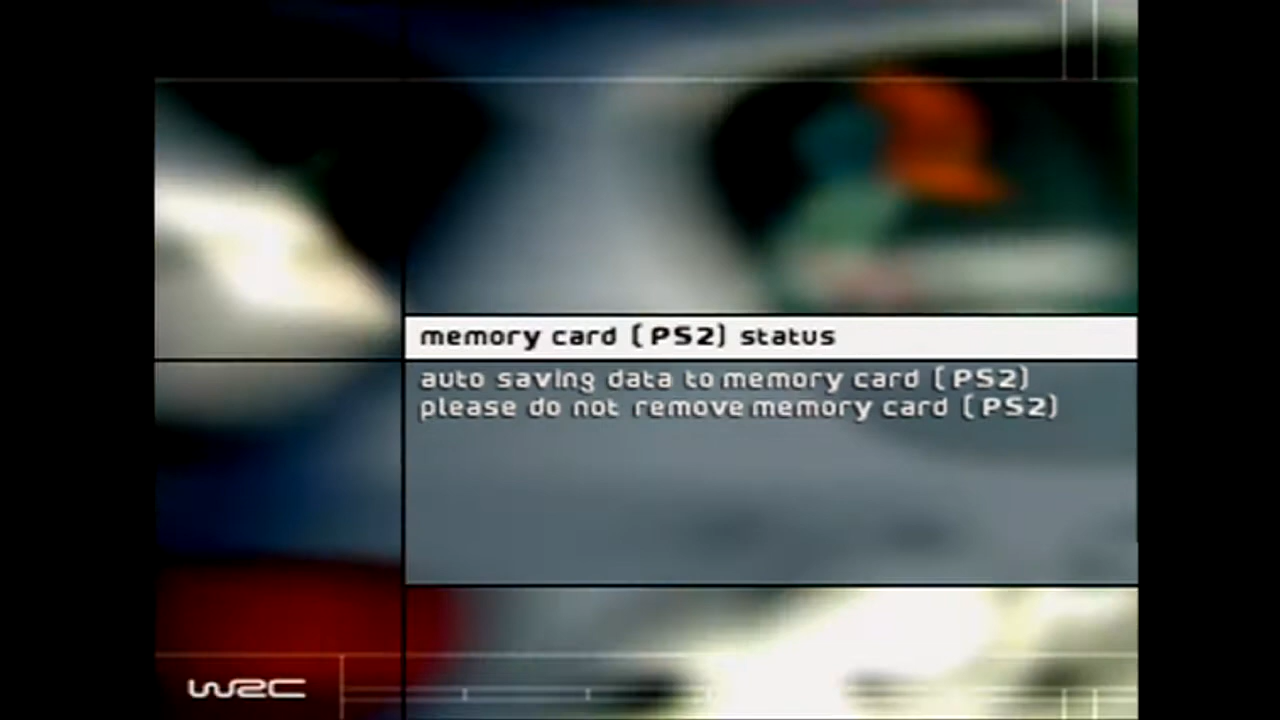 memory card (PS2) status
auto saving data to memory card (PS2)
please do not remove memory card (PS2)
WRC